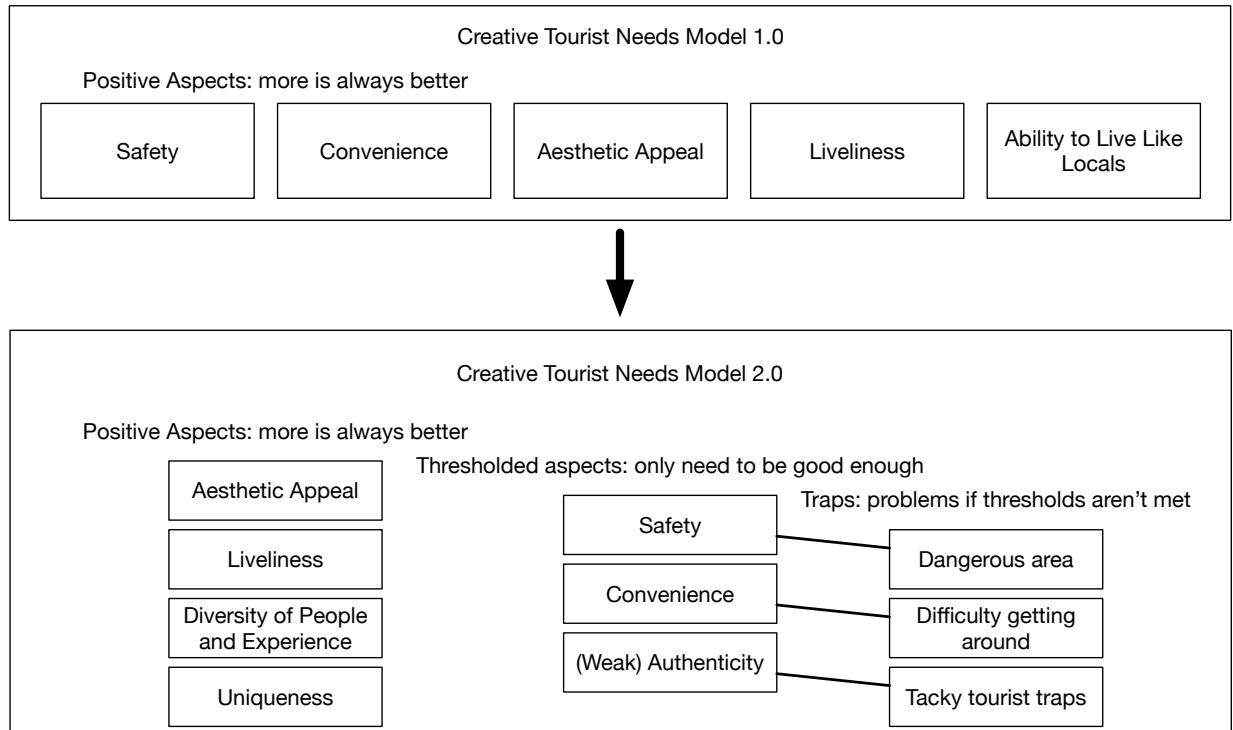 Creative Tourist Needs Model 1.0
Positive Aspects: more is always better
Safety
Convenience
Aesthetic Appeal
Liveliness
Ability to Live Like
Locals
Creative Tourist Needs Model 2.0
Positive Aspects: more is always better
Aesthetic Appeal
Liveliness
Diversity of People
and Experience
Uniqueness
Thresholded aspects: only need to be good enough
Safety
Convenience
(Weak) Authenticity
Traps: problems if thresholds aren’t met
Dangerous area
Difficulty getting
around
Tacky tourist traps